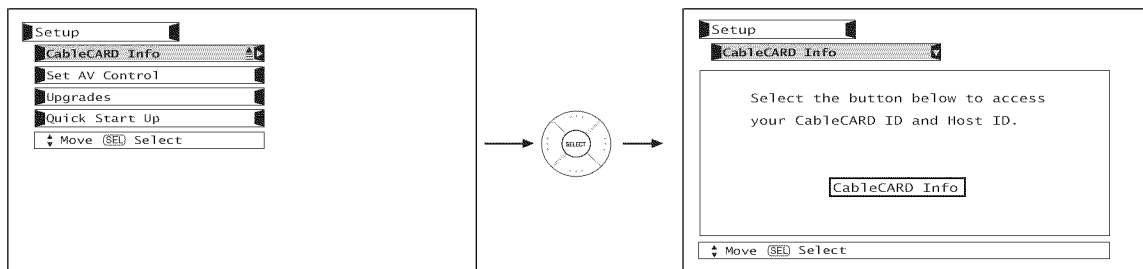 Setup
CableCARD Info
Set AV Control
Upgrades
Quick Start Up
Move SEL Select
SELECT
Setup
CableCARD Info
Select the button below to access
your CableCARD ID and Host ID.
CableCARD Info
Move SEL Select